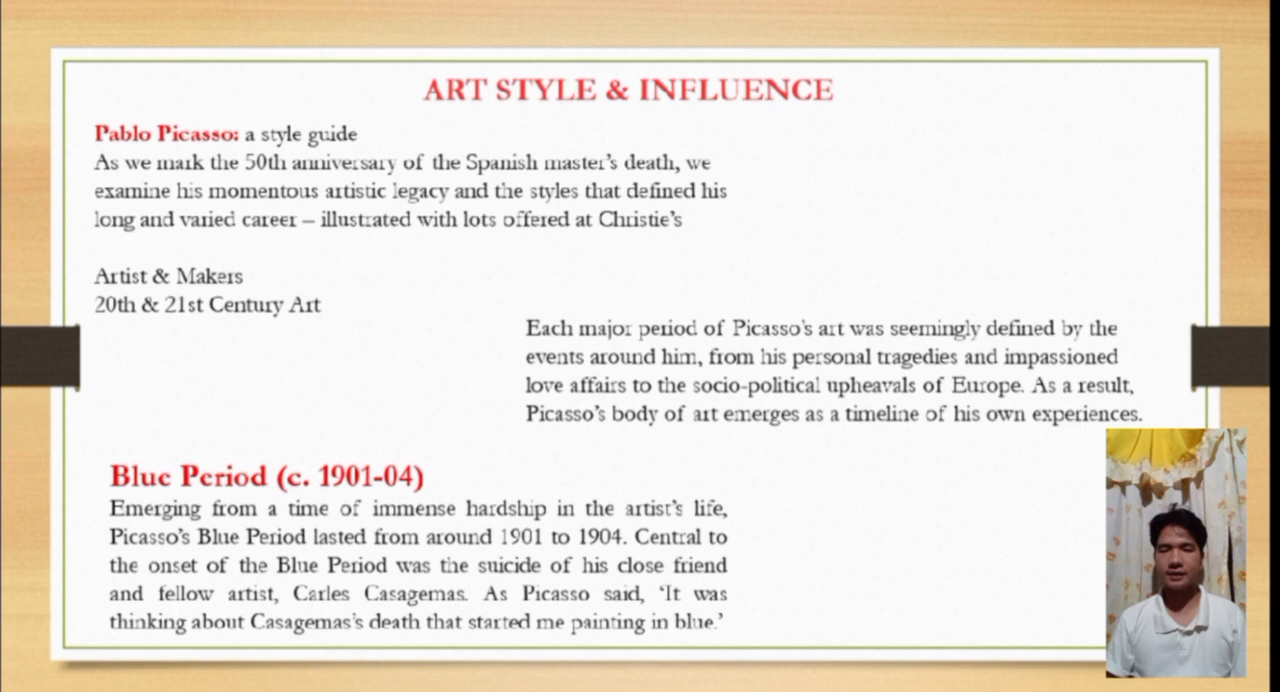 ART STYLE & INFLUENCE
Pablo Picasso: a style guide
As we mark the 50th anniversary of the Spanish master's death, we
examine his momentous artistic legacy and the styles that defined his
long and varied career – illustrated with lots offered at Christie's
Artist & Makers
20th & 21st Century Art
Each major period of Picasso's art was seemingly defined by the
events around him, from his personal tragedies and impassioned
love affairs to the socio-political upheavals of Europe. As a result,
Picasso's body of art emerges as a timeline of his own experiences.
Blue Period (c. 1901-04)
Emerging from a time of immense hardship in the artist's life,
Picasso's Blue Period lasted from around 1901 to 1904. Central to
the onset of the Blue Period was the suicide of his close friend
and fellow artist, Carles Casagemas. As Picasso said, 'It was
thinking about Casagemas's death that started me painting in blue.'